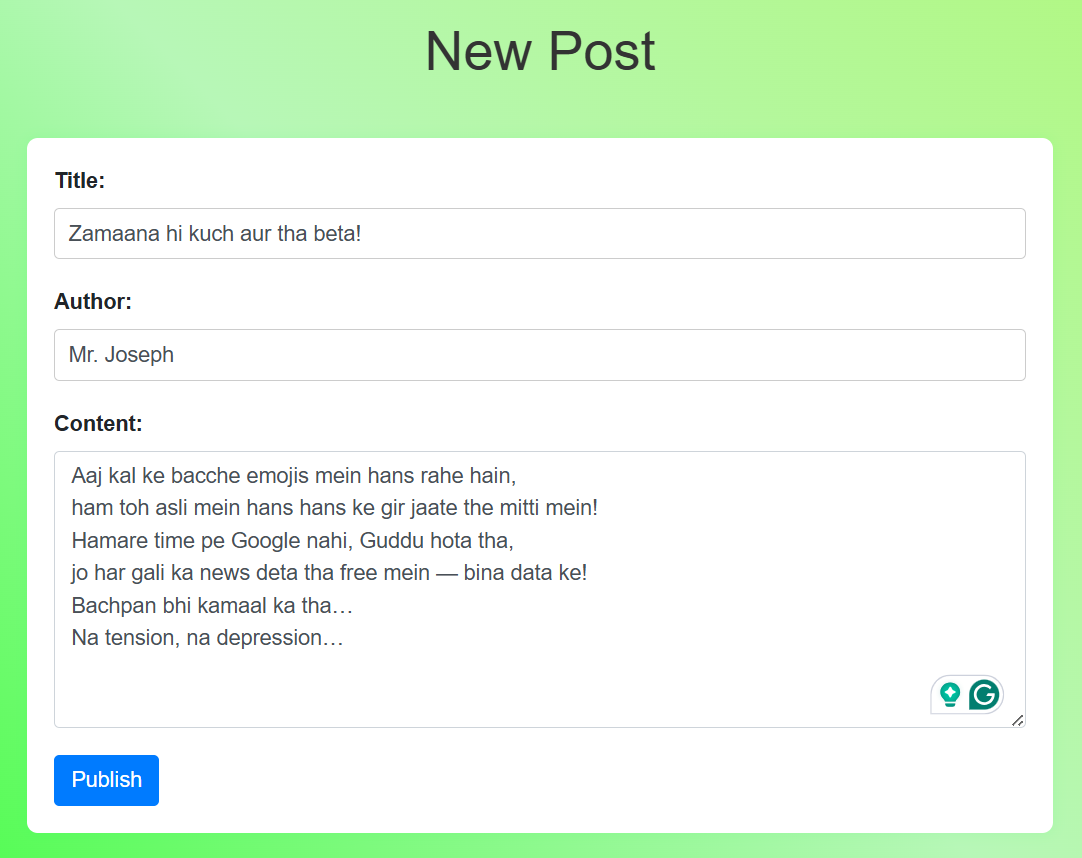 New Post
Title:
Zamaana hi kuch aur tha beta!
Author:
Mr. Joseph
Content:
Aaj kal ke bacche emojis mein hans rahe hain,
ham toh asli mein hans hans ke gir jaate the mitti mein!
Hamare time pe Google nahi, Guddu hota tha,
jo har gali ka news deta tha free mein — bina data ke!
Bachpan bhi kamaal ka tha…
Na tension, na depression…
Publish